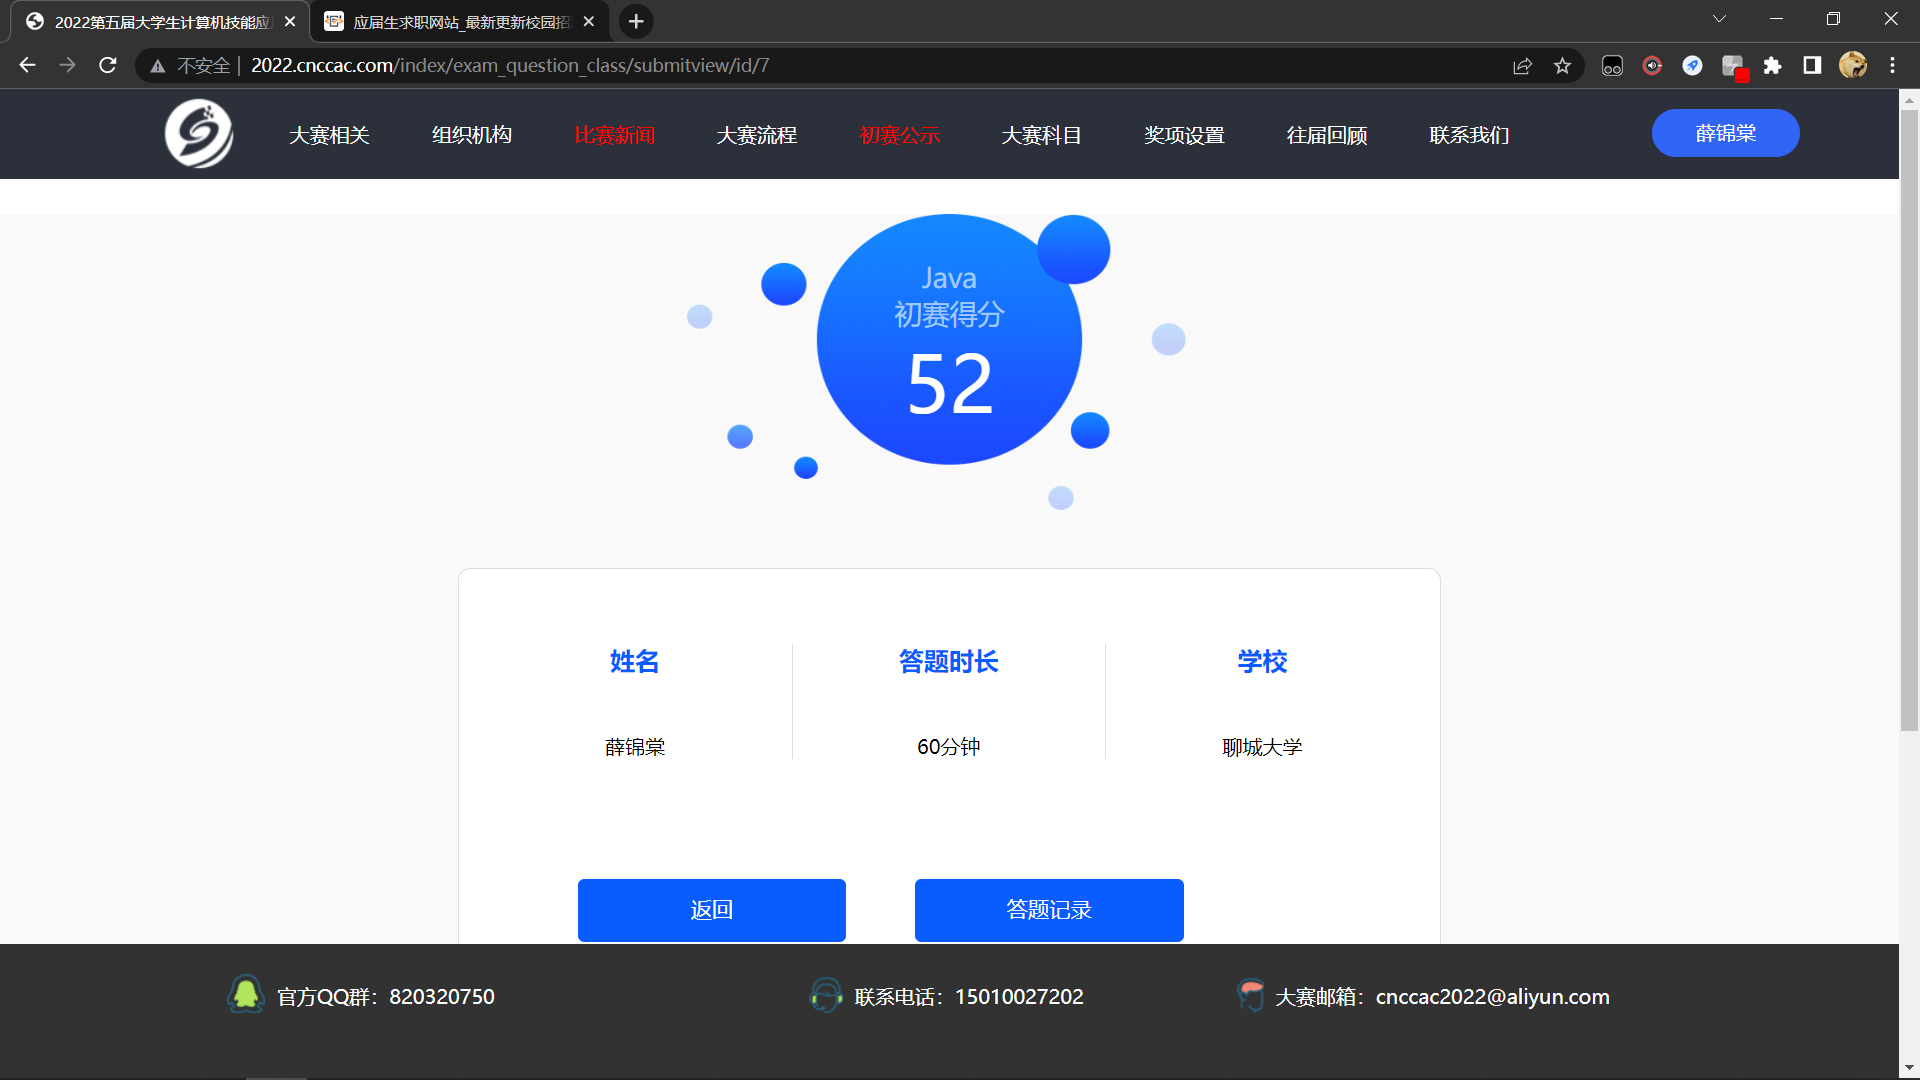 2022第五届大学生计算机技能应
应届生求职网站_最新更新校园招
不安全 | 2022.cnccac.com/index/exam_question_class/submitview/id/7
大赛相关 组织机构 比赛新闻 大赛流程 初赛公示 大赛科目 奖项设置 往届回顾 联系我们 薛锦棠
Java
初赛得分
52
姓名 答题时长 学校
薛锦棠 60分钟 聊城大学
返回 答题记录
官方QQ群：820320750 联系电话：15010027202 大赛邮箱：cnccac2022@aliyun.com